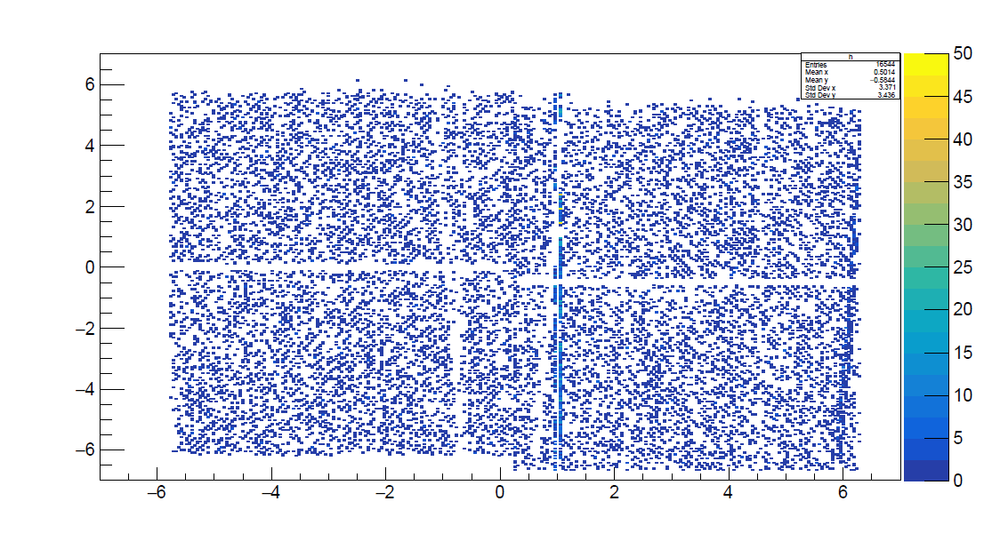 h
Entries 16544
Mean x 0.5014
Mean y −0.5844
Std Dev x 3.371
Std Dev y 3.436
50
45
40
35
30
25
20
15
10
5
0
6
4
2
0
−2
−4
−6
−6 −4 −2 0 2 4 6